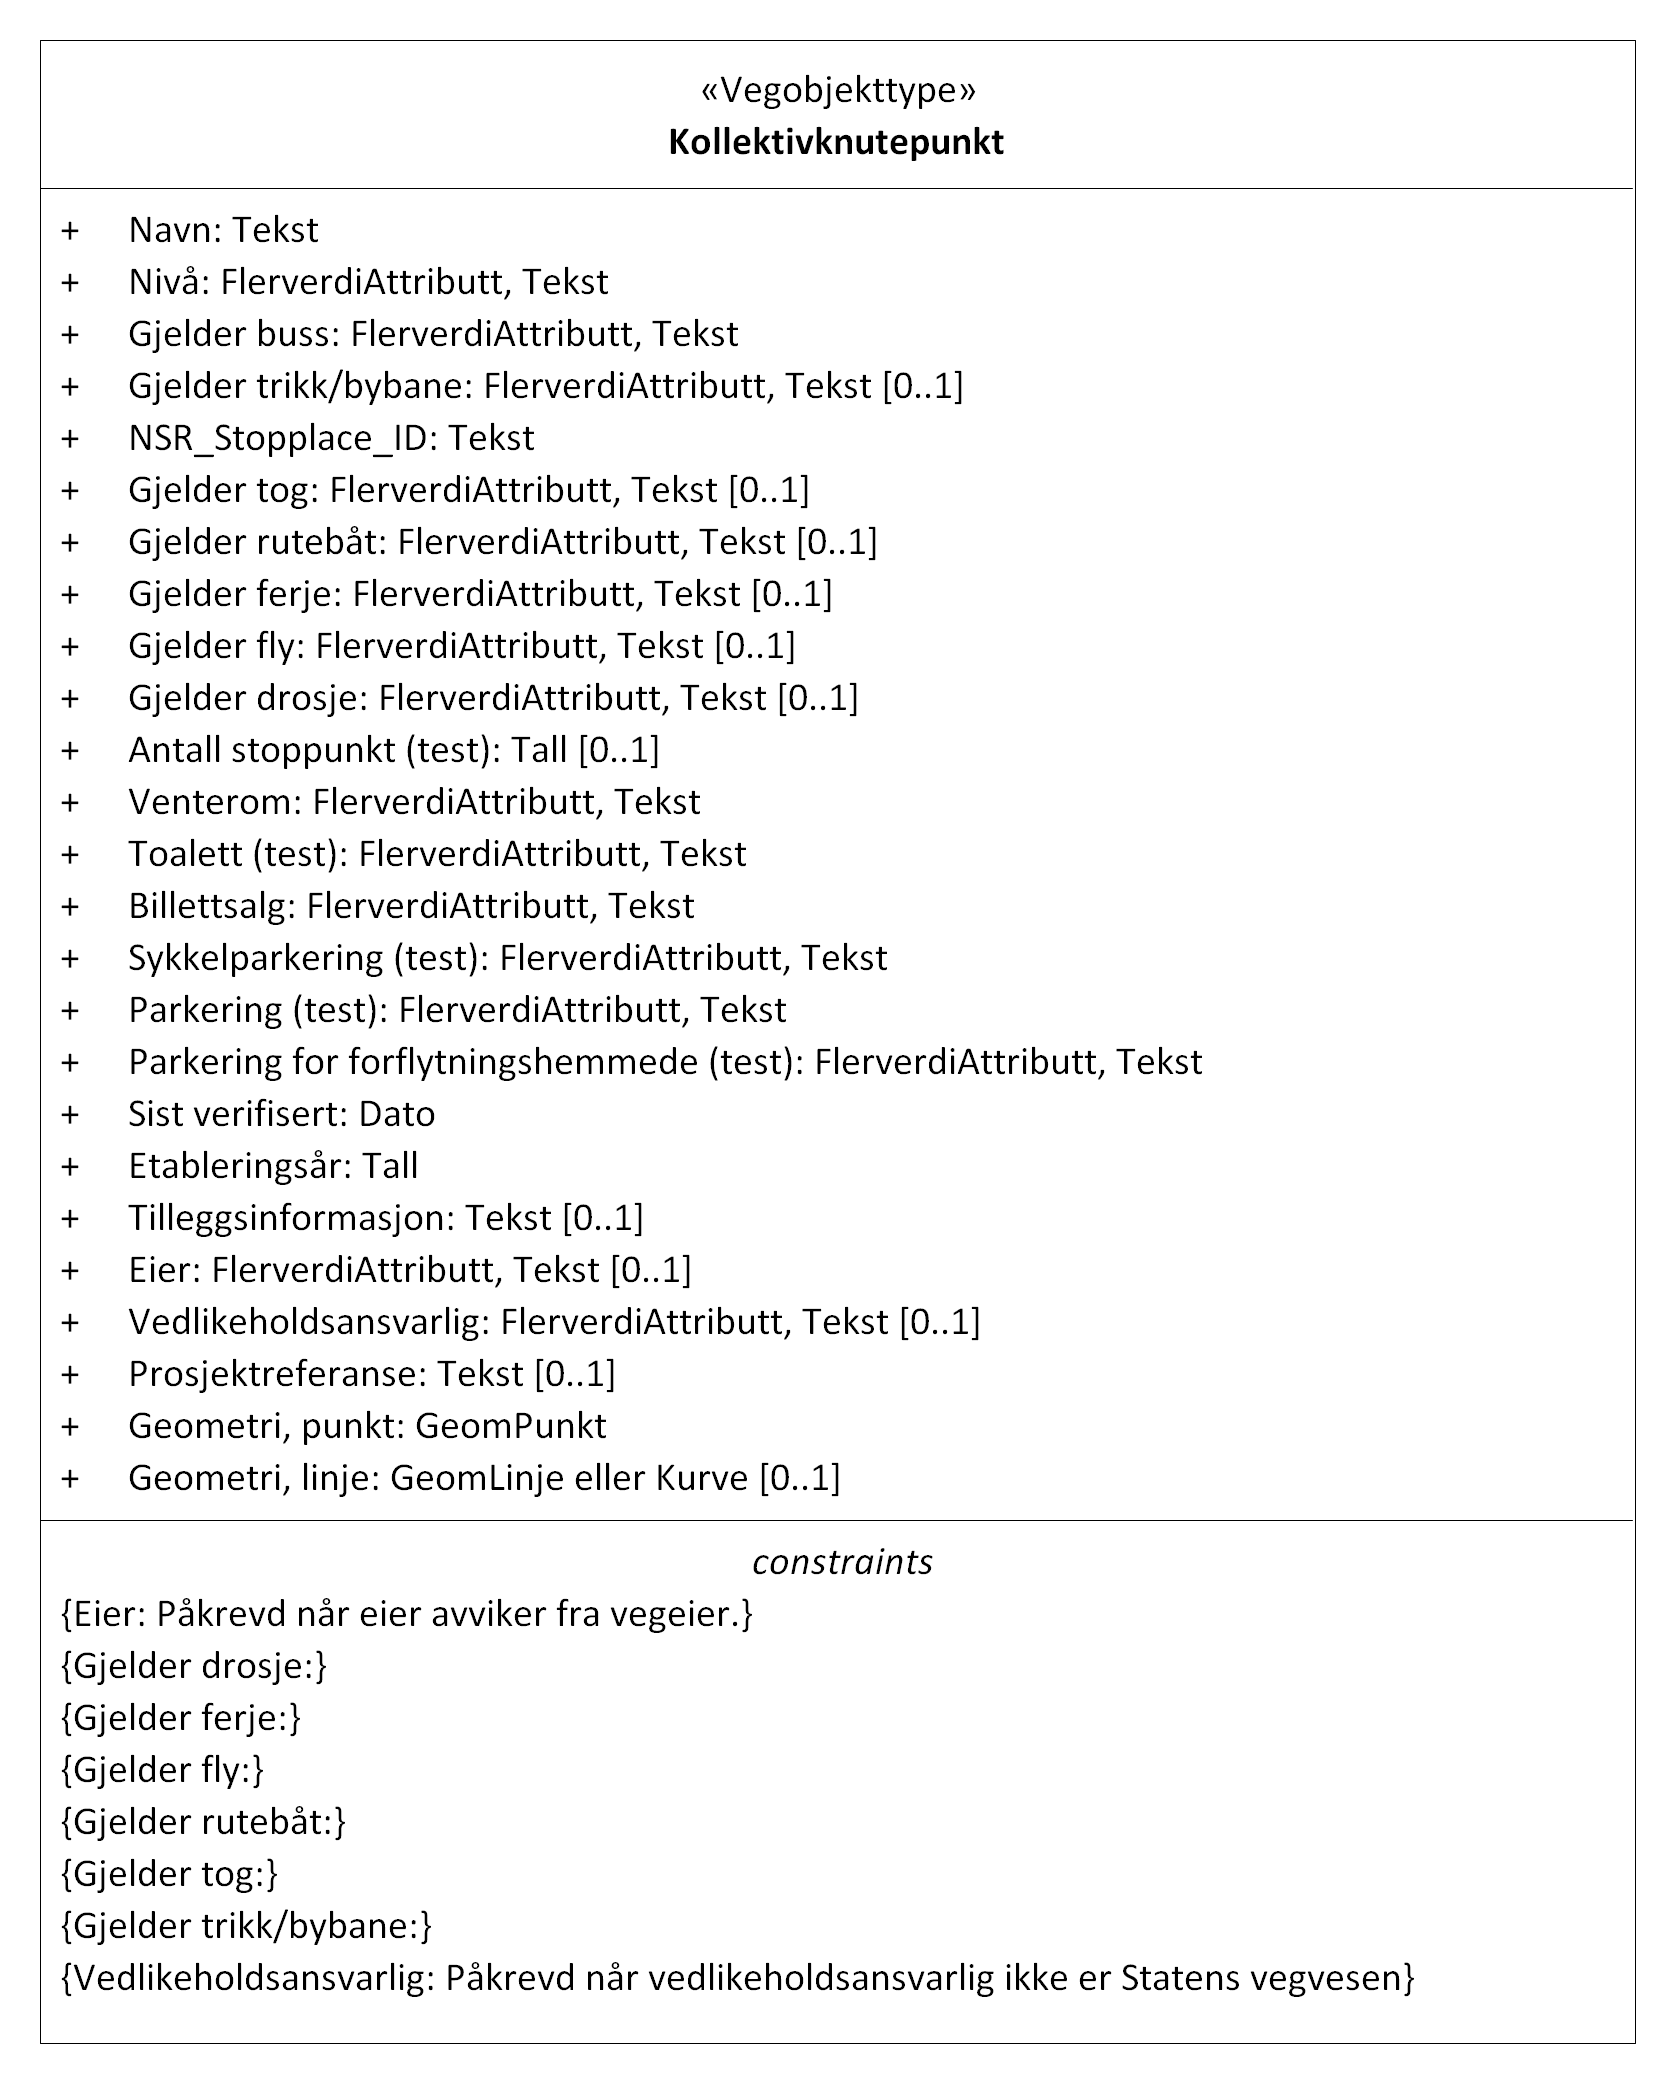 «Vegobjekttype»
Kollektivknutepunkt
+ Navn: Tekst
+ Nivå: FlerverdiAttributt, Tekst
+ Gjelder buss: FlerverdiAttributt, Tekst
+ Gjelder trikk/bybane: FlerverdiAttributt, Tekst [0..1]
+ NSR_Stopplace_ID: Tekst
+ Gjelder tog: FlerverdiAttributt, Tekst [0..1]
+ Gjelder rutebåt: FlerverdiAttributt, Tekst [0..1]
+ Gjelder ferje: FlerverdiAttributt, Tekst [0..1]
+ Gjelder fly: FlerverdiAttributt, Tekst [0..1]
+ Gjelder drosje: FlerverdiAttributt, Tekst [0..1]
+ Antall stoppunkt (test): Tall [0..1]
+ Venterom: FlerverdiAttributt, Tekst
+ Toalett (test): FlerverdiAttributt, Tekst
+ Billettsalg: FlerverdiAttributt, Tekst
+ Sykkelparkering (test): FlerverdiAttributt, Tekst
+ Parkering (test): FlerverdiAttributt, Tekst
+ Parkering for forflytningshemmede (test): FlerverdiAttributt, Tekst
+ Sist verifisert: Dato
+ Etableringsår: Tall
+ Tilleggsinformasjon: Tekst [0..1]
+ Eier: FlerverdiAttributt, Tekst [0..1]
+ Vedlikeholdsansvarlig: FlerverdiAttributt, Tekst [0..1]
+ Prosjektreferanse: Tekst [0..1]
+ Geometri, punkt: GeomPunkt
+ Geometri, linje: GeomLinje eller Kurve [0..1]
constraints
{Eier: Påkrevd når eier avviker fra vegeier.}
{Gjelder drosje:}
{Gjelder ferje:}
{Gjelder fly:}
{Gjelder rutebåt:}
{Gjelder tog:}
{Gjelder trikk/bybane:}
{Vedlikeholdsansvarlig: Påkrevd når vedlikeholdsansvarlig ikke er Statens vegvesen}